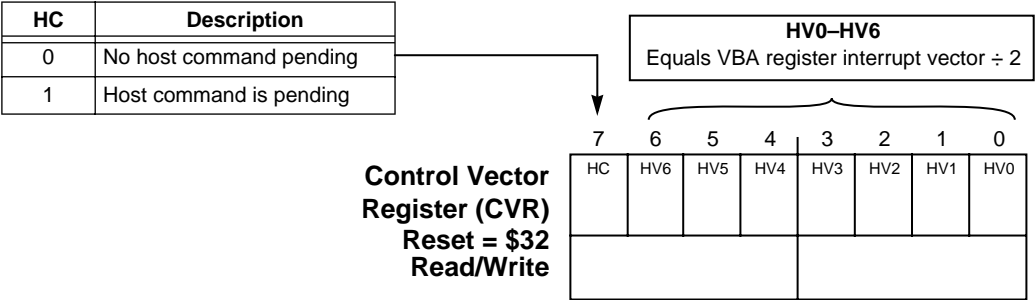 HC Description
0 No host command pending
1 Host command is pending
HV0–HV6
Equals VBA register interrupt vector ÷ 2
7 6 5 4 3 2 1 0
HC HV6 HV5 HV4 HV3 HV2 HV1 HV0
Control Vector
Register (CVR)
Reset = $32
Read/Write